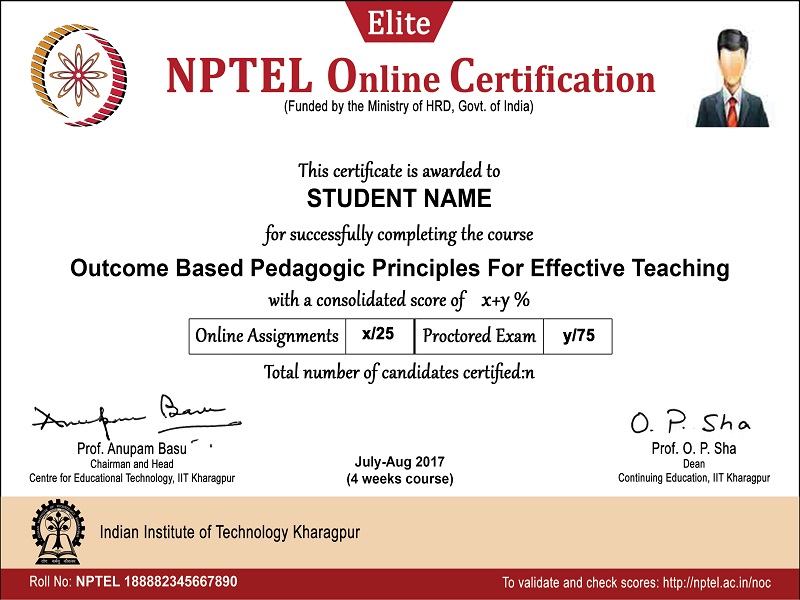 Elite
NPTEL Online Certification
(Funded by the Ministry of HRD, Govt. of India)
This certificate is awarded to
STUDENT NAME
for successfully completing the course
Outcome Based Pedagogic Principles For Effective Teaching
with a consolidated score of x+y %
Online Assignments x/25 Proctored Exam y/75
Total number of candidates certified:n
Anupam Basu
O. P. Sha
Prof. Anupam Basu
Chairman and Head
Centre for Educational Technology, IIT Kharagpur
July-Aug 2017
(4 weeks course)
Prof. O. P. Sha
Dean
Continuing Education, IIT Kharagpur
Indian Institute of Technology Kharagpur
Roll No: NPTEL 188882345667890
To validate and check scores: http://nptel.ac.in/noc